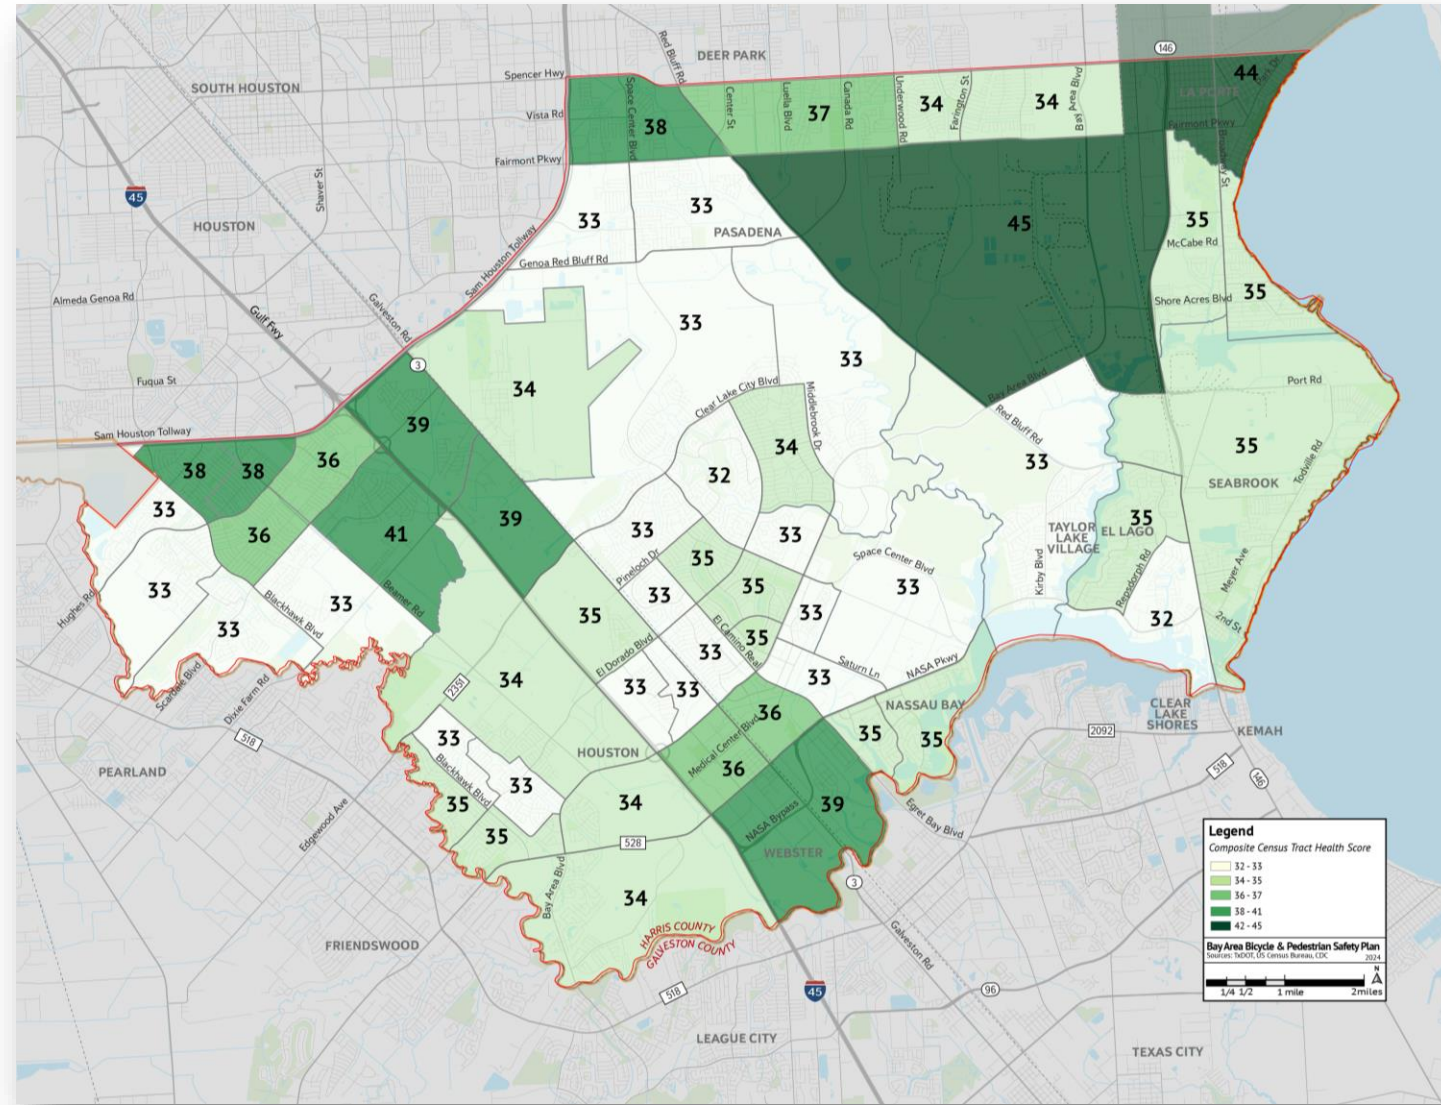 146
Red Bluff Rd
DEER PARK
Spencer Hwy
SOUTH HOUSTON
44
LA PORTE
Space Center Blvd
Center St
Luella Blvd
Canada Rd
Underwood Rd
Farington St
Bay Area Blvd
34
34
37
38
Vista Rd
Fairmont Pkwy
Fairmont Pkwy
Shaver St
45
HOUSTON
33
33
PASADENA
45
35
McCabe Rd
Sam Houston Tollway
Genoa Red Bluff Rd
Almeda Genoa Rd
Galveston Rd
Gulf Fwy
Shore Acres Blvd
35
33
33
3
Fuqua St
34
Clear Lake City Blvd
Middlebrook Dr
Bay Area Blvd
Port Rd
Red Bluff Rd
39
Sam Houston Tollway
34
35
36
38
38
32
33
Todville Rd
SEABROOK
33
39
36
41
33
33
35
TAYLOR
LAKE
VILLAGE
EL LAGO
Pineloch Dr
35
Space Center Blvd
Kirby Blvd
Repsdorph Rd
Meyer Ave
33
35
33
33
Hughes Rd
Blackhawk Blvd
Beamer Rd
33
35
33
32
2nd St
33
El Dorado Blvd
El Camino Real
35
33
Saturn Ln
NASA Pkwy
Scarsdale Blvd
Dixie Farm Rd
2351
34
33
33
33
36
NASSAU BAY
CLEAR
LAKE
SHORES
KEMAH
518
33
HOUSTON
Medical Center Blvd
35
35
2092
PEARLAND
Blackhawk Blvd
33
36
518
146
35
34
39
Edgewood Ave
35
NASA Bypass
Egret Bay Blvd
528
WEBSTER
3
Bay Area Blvd
34
Galveston Rd
FRIENDSWOOD
HARRIS COUNTY
GALVESTON COUNTY
518
45
96
LEAGUE CITY
TEXAS CITY
Legend
Composite Census Tract Health Score
32 - 33
34 - 35
36 - 37
38 - 41
42 - 45
Bay Area Bicycle & Pedestrian Safety Plan
Sources: TxDOT, US Census Bureau, CDC 2024
N
1/4 1/2 1 mile 2miles